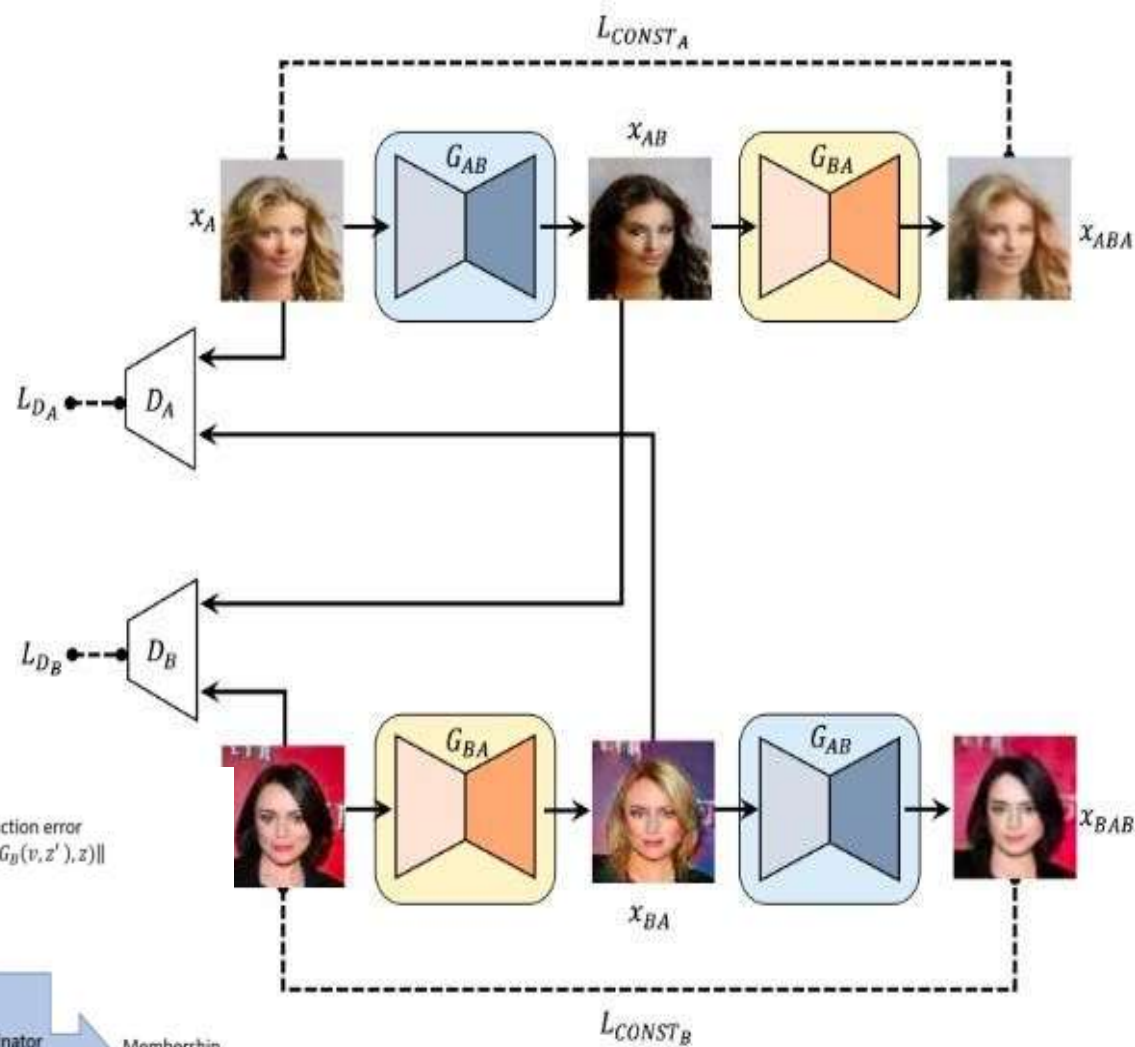 L_{CONST_A}
x_{AB}
G_{AB}
G_{BA}
x_A
x_{ABA}
D_A
L_{D_A}
D_B
L_{D_B}
G_{BA}
G_{AB}
x_{BAB}
ction error
G_B(v, z'), z)‖
x_{BA}
L_{CONST_B}
nator
Membership